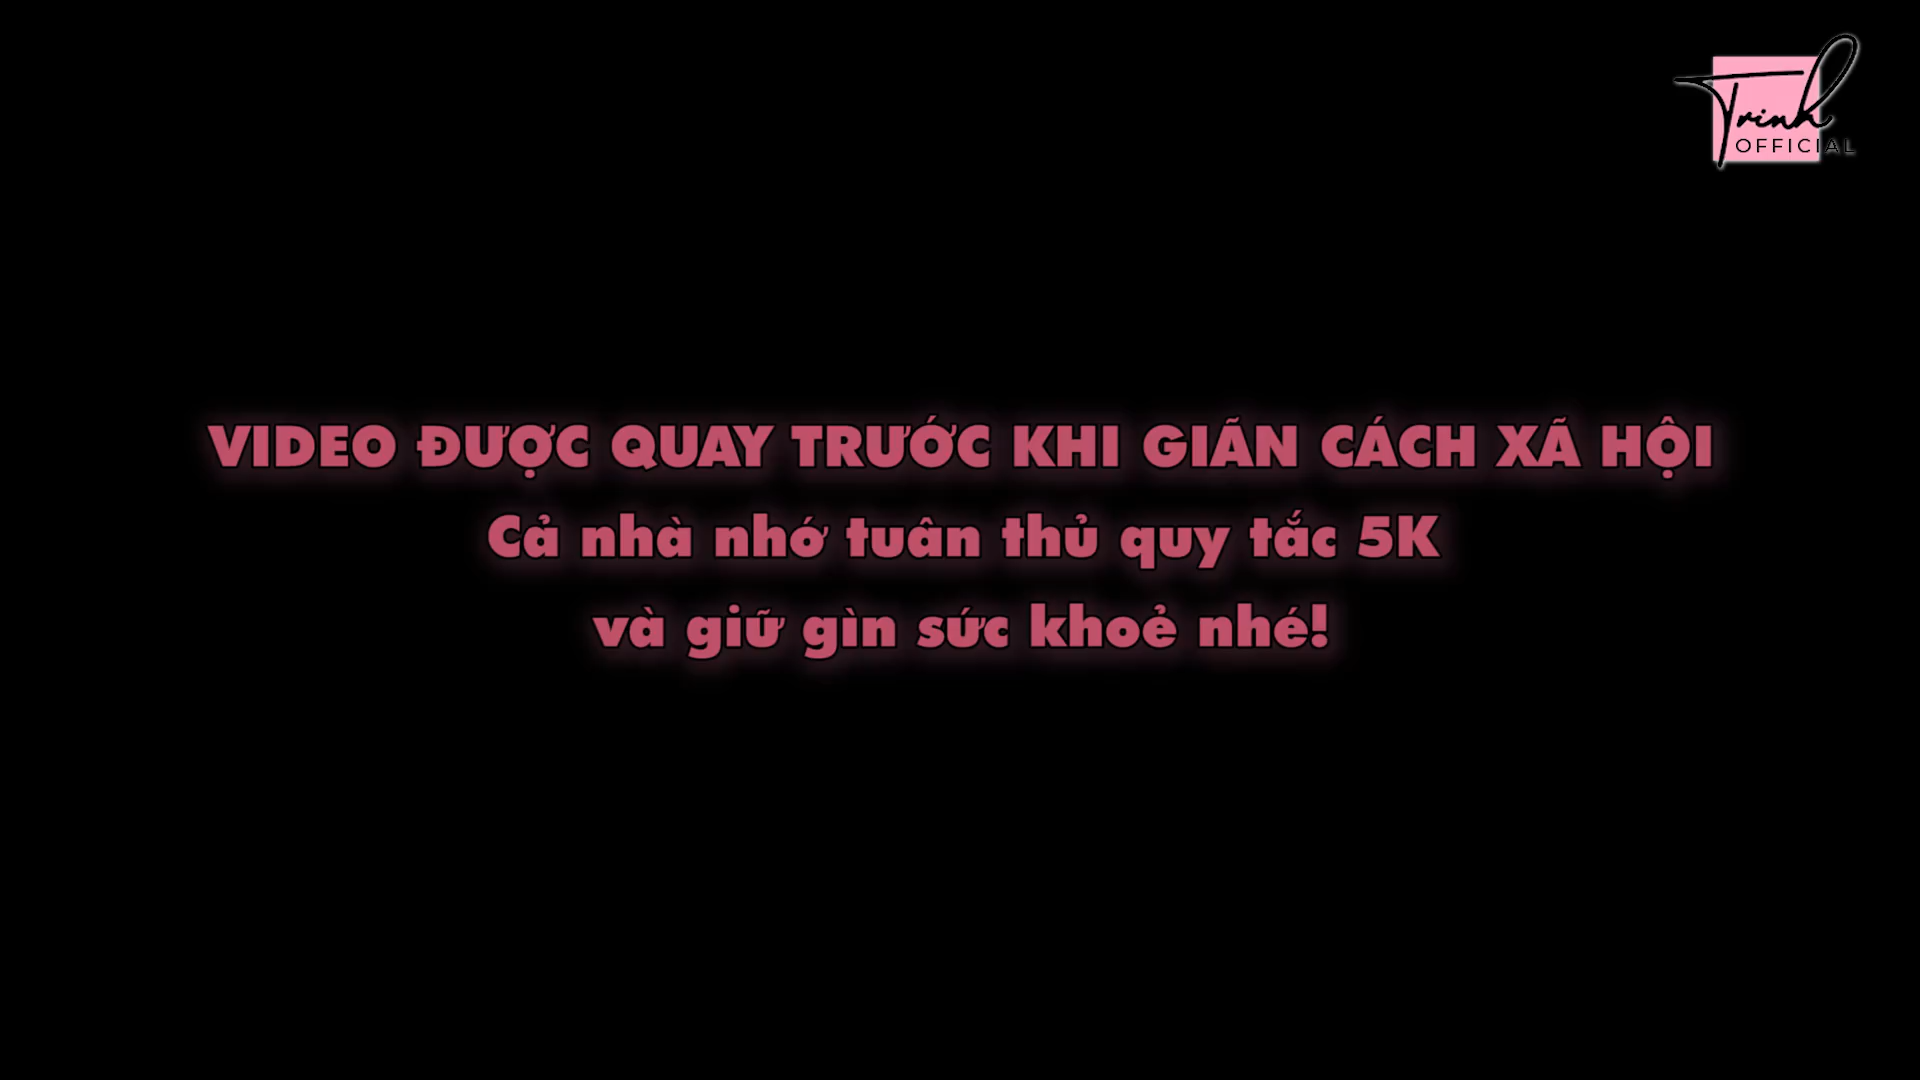 Trinh
OFFICIAL
VIDEO ĐƯỢC QUAY TRƯỚC KHI GIÃN CÁCH XÃ HỘI
Cả nhà nhớ tuân thủ quy tắc 5K
và giữ gìn sức khoẻ nhé!